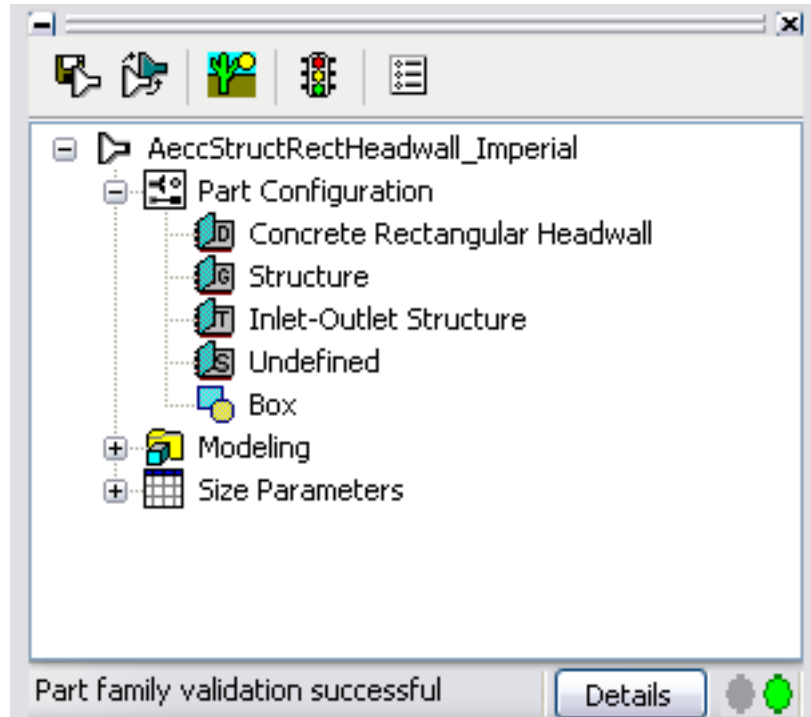 AeccStructRectHeadwall_Imperial
Part Configuration
D Concrete Rectangular Headwall
G Structure
T Inlet-Outlet Structure
S Undefined
Box
Modeling
Size Parameters
Part family validation successful Details